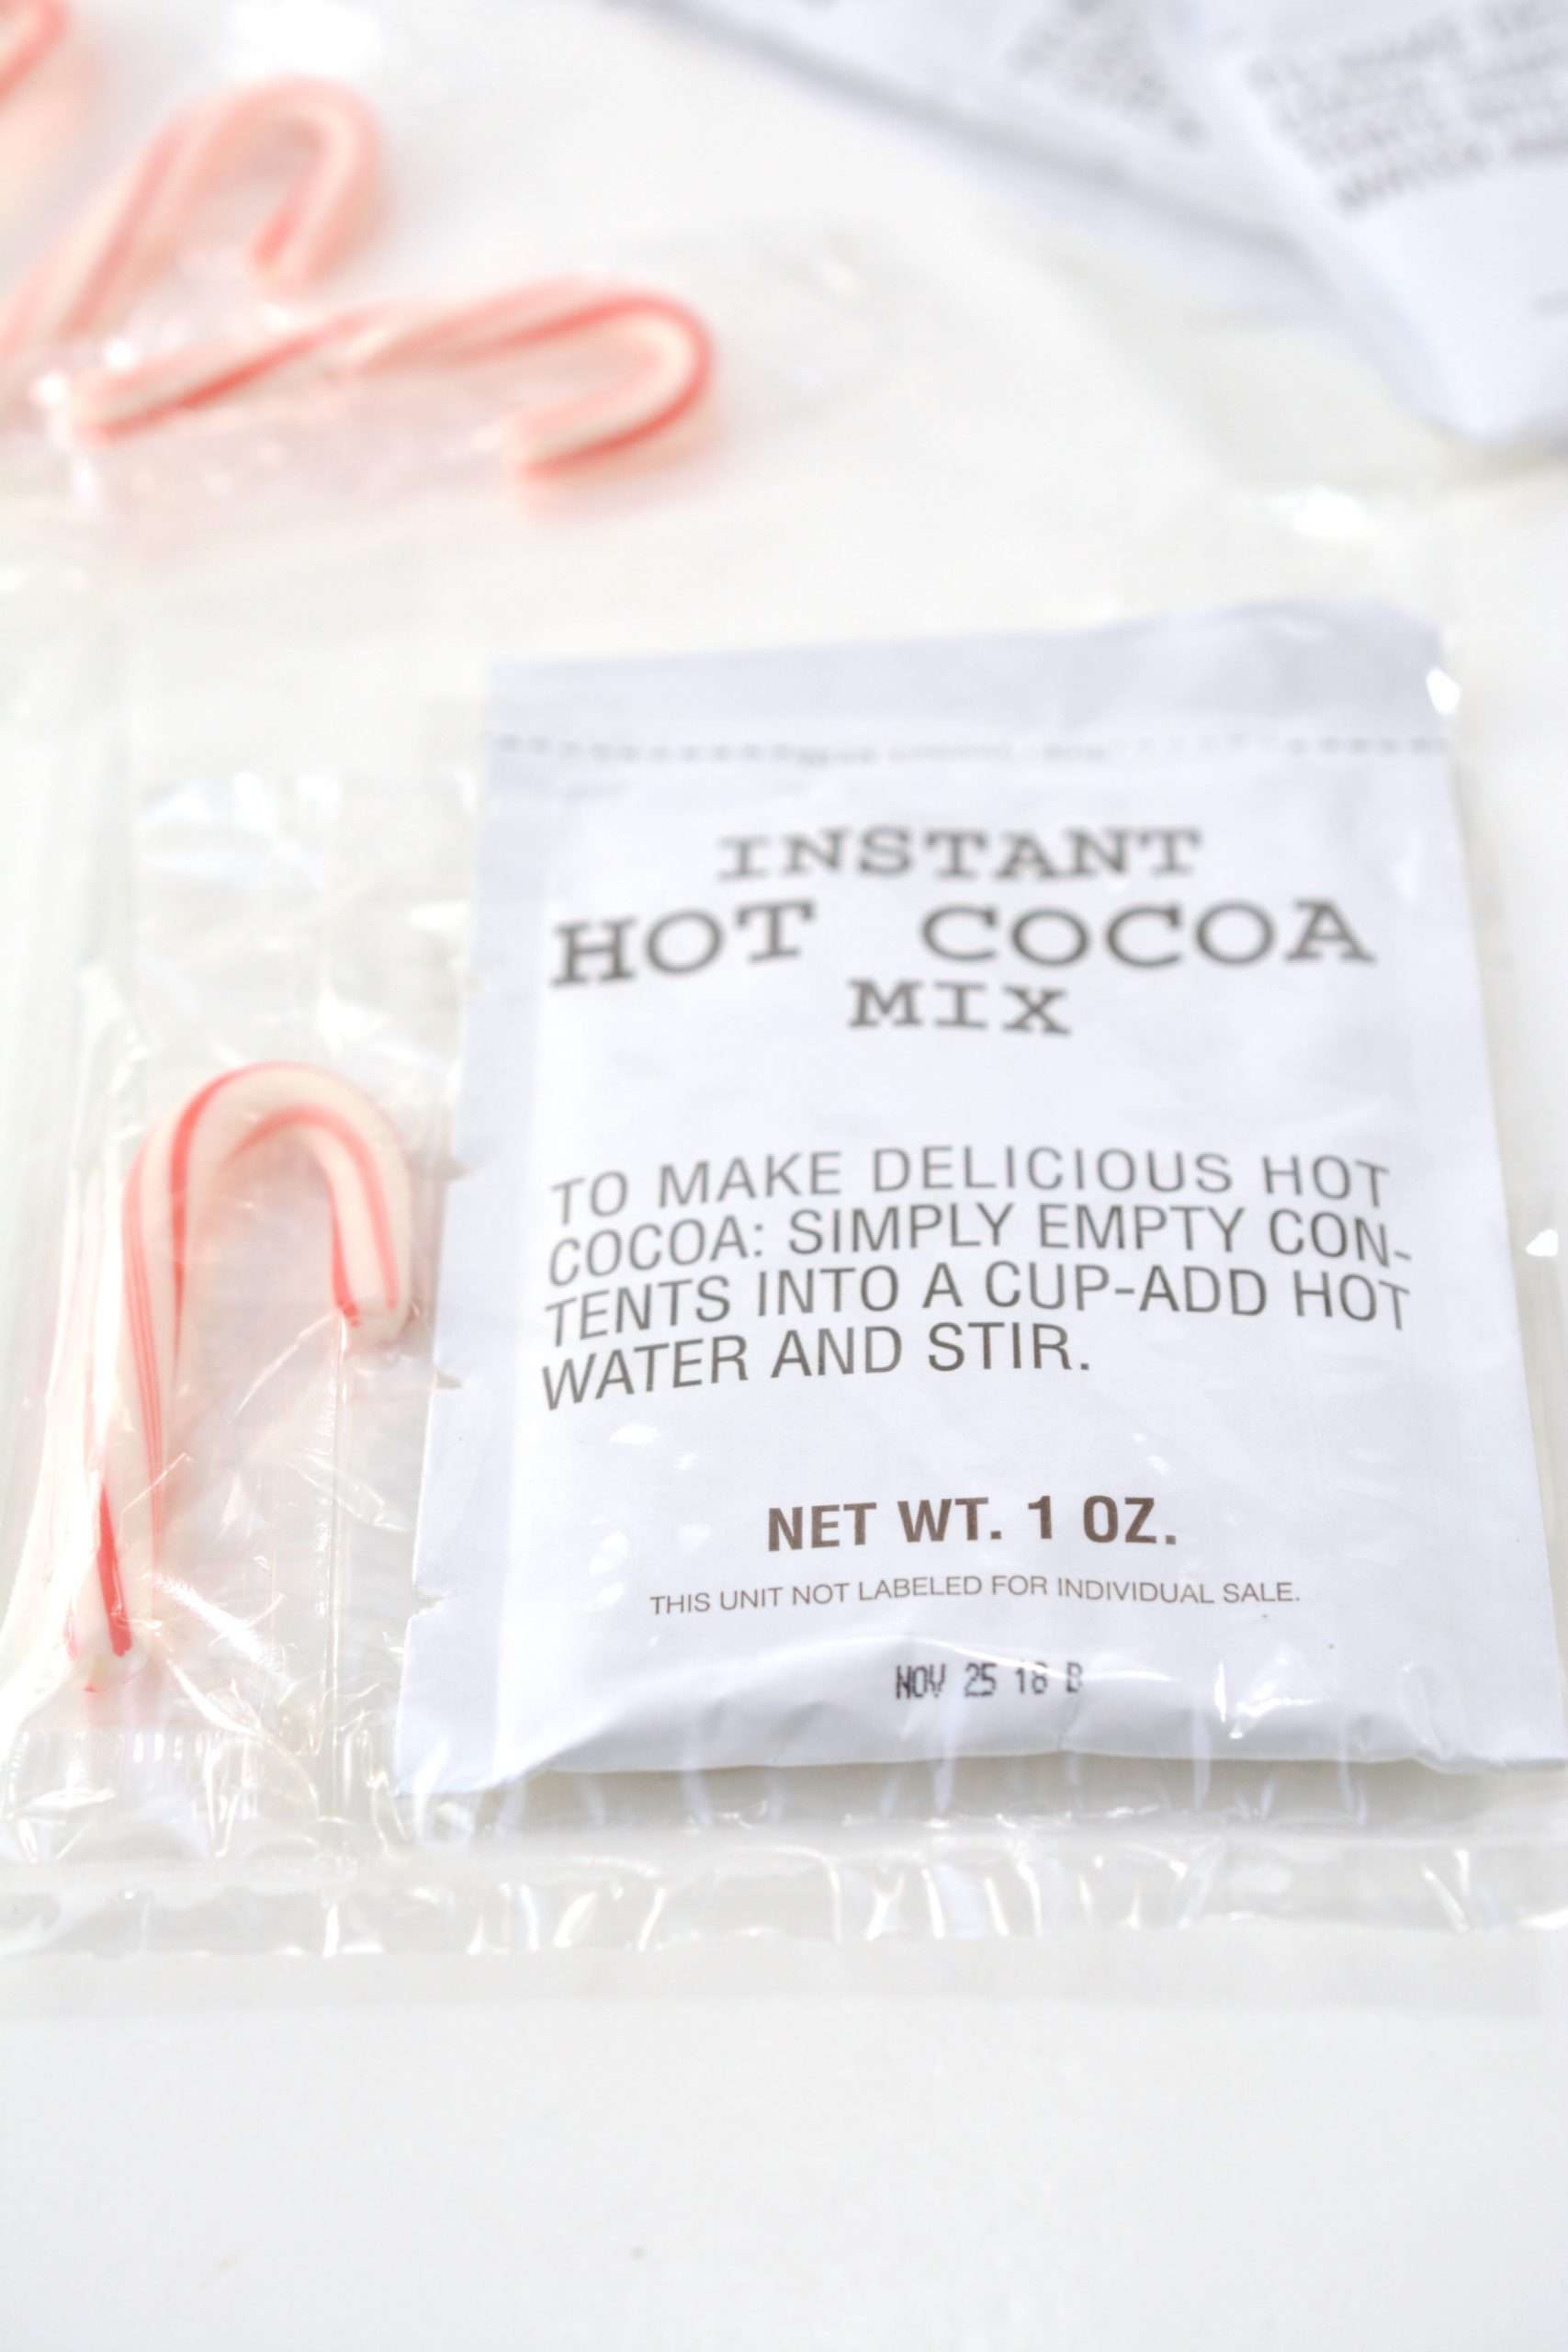 INSTANT
HOT COCOA
MIX
TO MAKE DELICIOUS HOT
COCOA: SIMPLY EMPTY CON-
TENTS INTO A CUP-ADD HOT
WATER AND STIR.
NET WT. 1 OZ.
THIS UNIT NOT LABELED FOR INDIVIDUAL SALE.
NOV 25 18 B